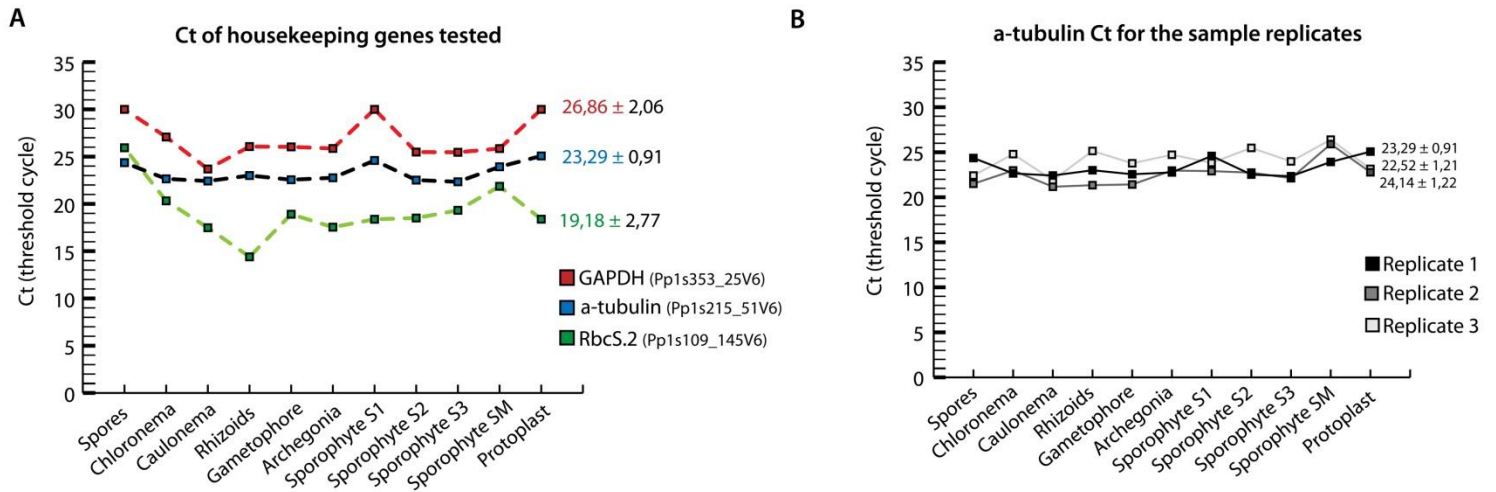 A
Ct of housekeeping genes tested
Ct (threshold cycle)
35
30
25
20
15
10
5
0
26,86 ± 2,06
23,29 ± 0,91
19,18 ± 2,77
GAPDH (Pp1s353_25V6)
a-tubulin (Pp1s215_51V6)
RbcS.2 (Pp1s109_145V6)
Spores
Chloronema
Caulonema
Rhizoids
Gametophore
Archegonia
Sporophyte S1
Sporophyte S2
Sporophyte S3
Sporophyte SM
Protoplast
B
a-tubulin Ct for the sample replicates
Ct (threshold cycle)
35
30
25
20
15
10
5
0
23,29 ± 0,91
22,52 ± 1,21
24,14 ± 1,22
Replicate 1
Replicate 2
Replicate 3
Spores
Chloronema
Caulonema
Rhizoids
Gametophore
Archegonia
Sporophyte S1
Sporophyte S2
Sporophyte S3
Sporophyte SM
Protoplast